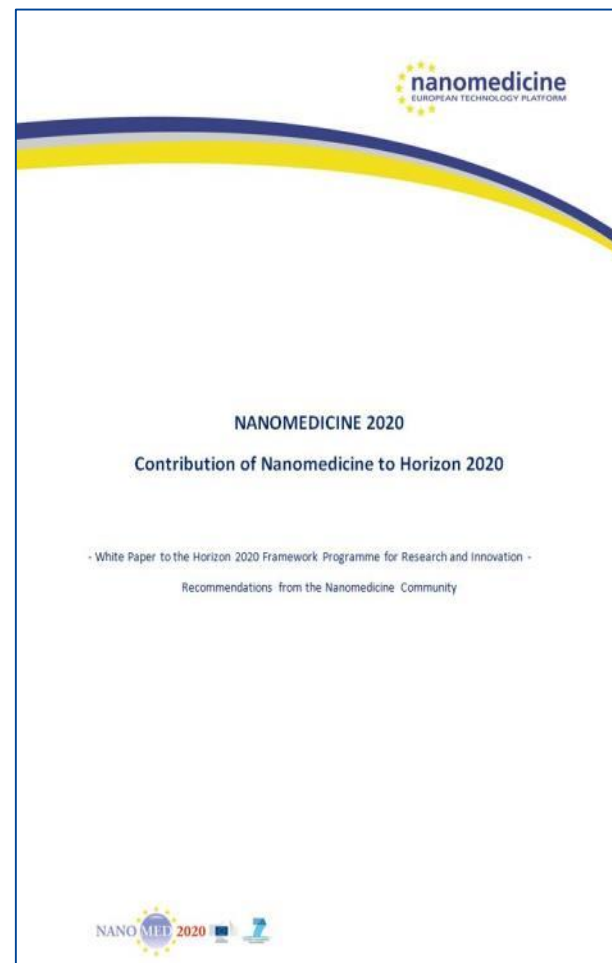 nanomedicine
EUROPEAN TECHNOLOGY PLATFORM
NANOMEDICINE 2020
Contribution of Nanomedicine to Horizon 2020
- White Paper to the Horizon 2020 Framework Programme for Research and Innovation -
Recommendations from the Nanomedicine Community
NANO MED 2020